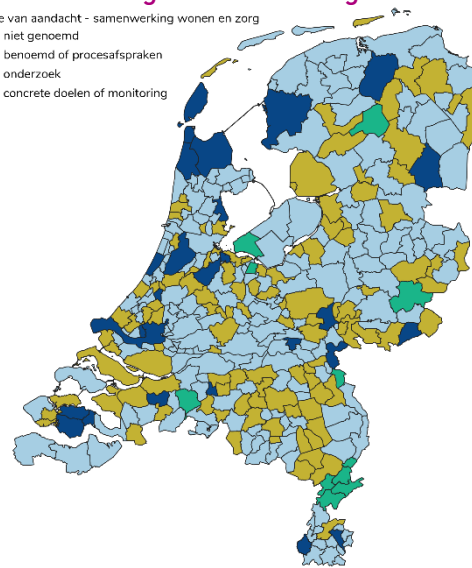 e van aandacht - samenwerking wonen en zorg
niet genoemd
benoemd of procesafspraken
onderzoek
concrete doelen of monitoring